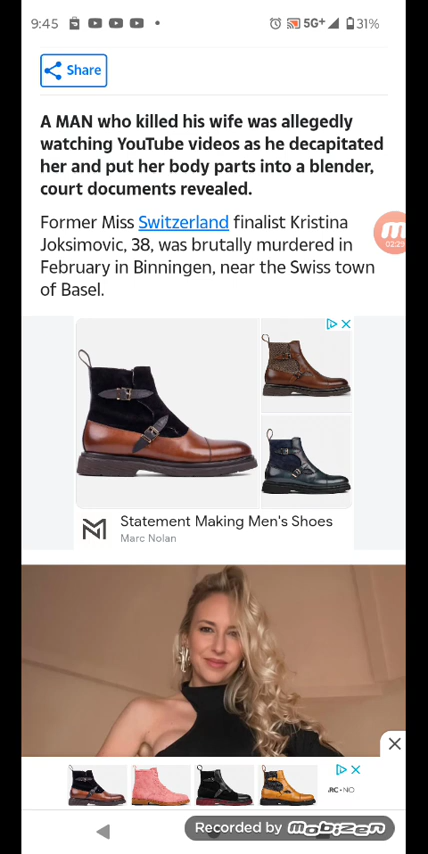 9:45 5G+ 31%
Share
A MAN who killed his wife was allegedly
watching YouTube videos as he decapitated
her and put her body parts into a blender,
court documents revealed.
Former Miss Switzerland finalist Kristina
Joksimovic, 38, was brutally murdered in
February in Binningen, near the Swiss town
of Basel.
02:29
Statement Making Men's Shoes
Marc Nolan
Recorded by mobizen